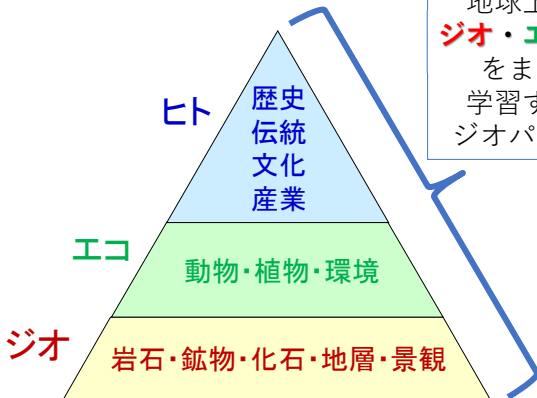 地球上
ジオ・エ
をま
学習す
ジオパ
ヒト
歴史
伝統
文化
産業
エコ
動物・植物・環境
ジオ
岩石・鉱物・化石・地層・景観